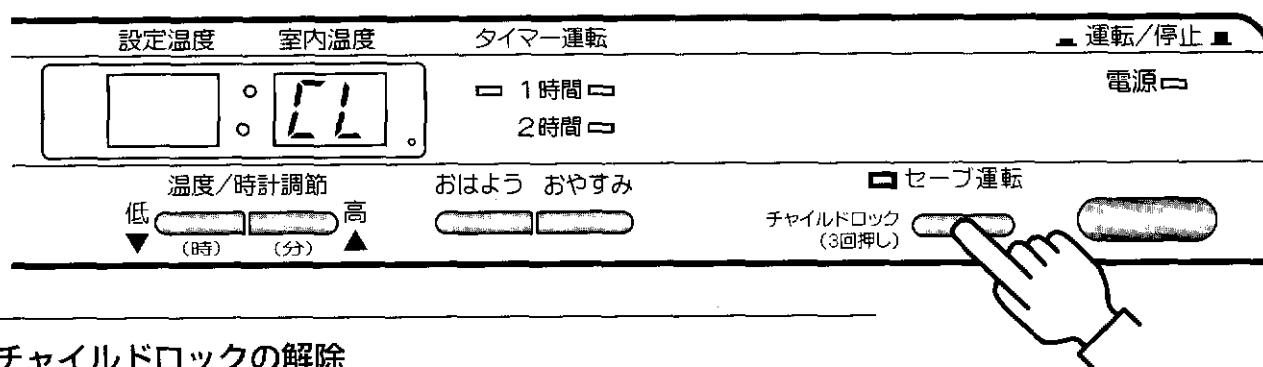 設定温度 室内温度 タイマー運転 運転/停止
CL 1時間 電源
2時間
温度/時計調節 おはよう おやすみ セーブ運転
低 高 チャイルドロック
(時) (分) (3回押し)
チャイルドロックの解除